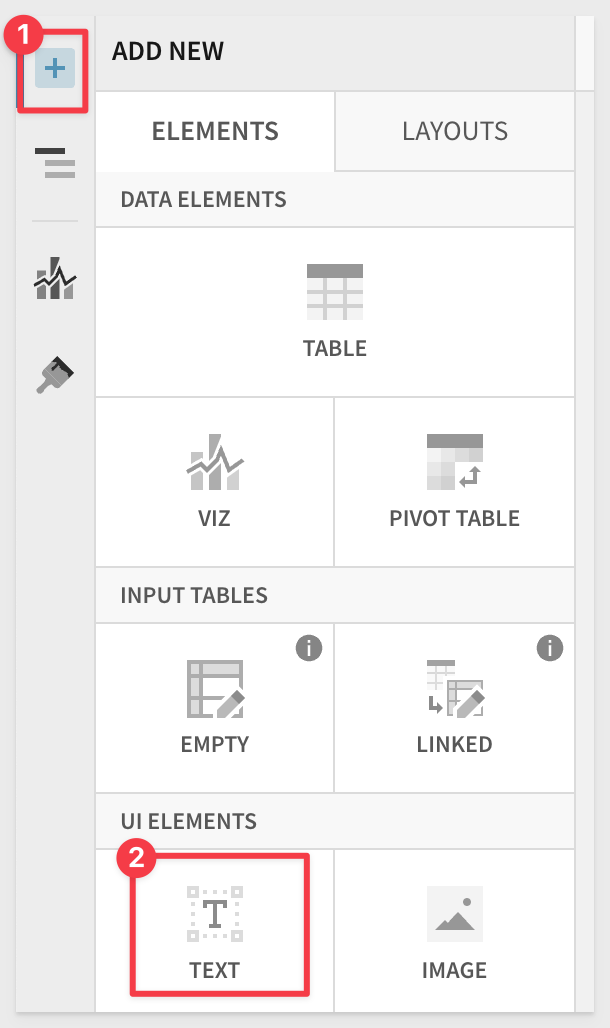 1
ADD NEW
ELEMENTS
LAYOUTS
DATA ELEMENTS
TABLE
VIZ
PIVOT TABLE
INPUT TABLES
i
i
EMPTY
LINKED
UI ELEMENTS
2
T
TEXT
IMAGE